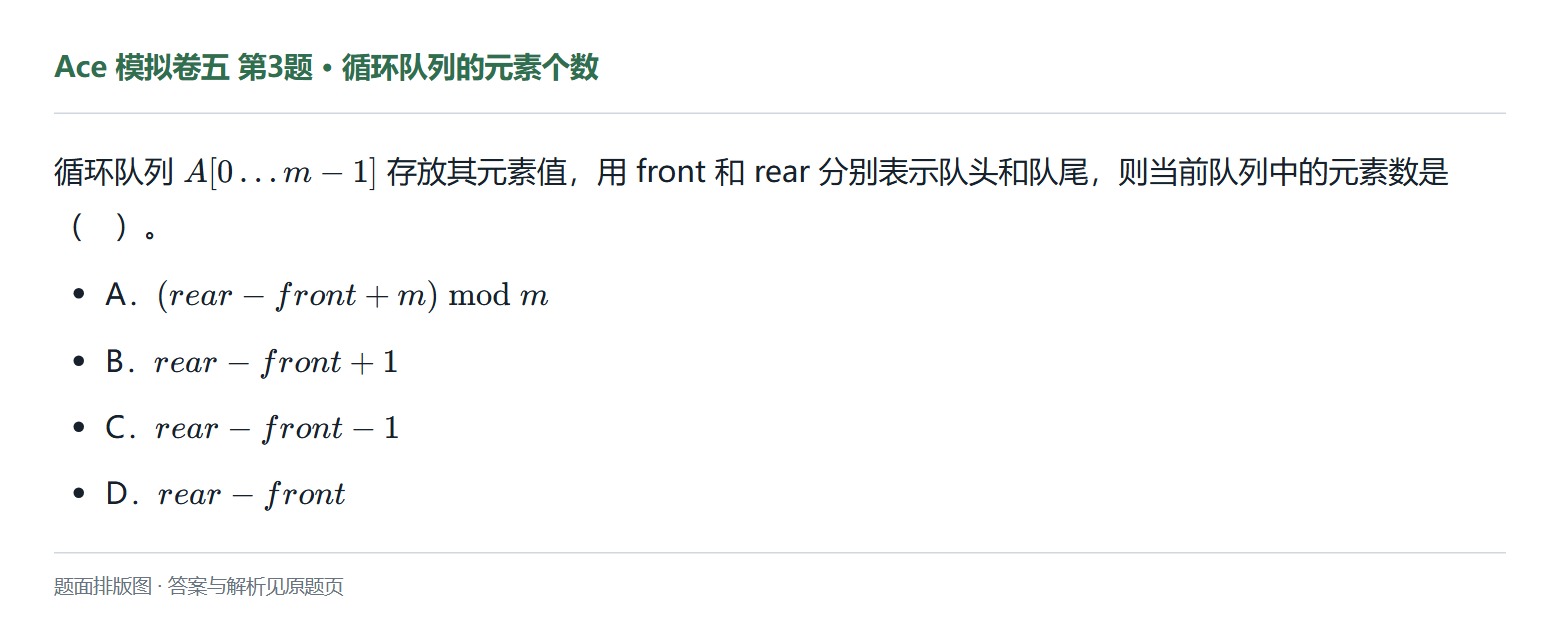 Ace 模拟卷五 第3题 · 循环队列的元素个数
循环队列 A[0…m − 1] 存放其元素值，用 front 和 rear 分别表示队头和队尾，则当前队列中的元素数是
（　）。
• A. (rear − front + m) mod m
• B. rear − front + 1
• C. rear − front − 1
• D. rear − front
题面排版图 · 答案与解析见原题页